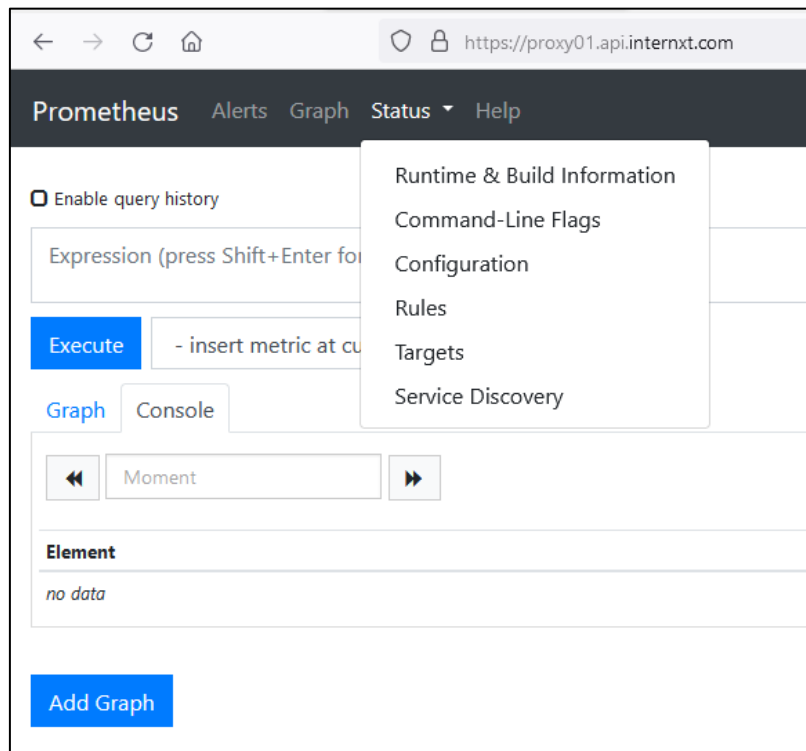 https://proxy01.api.internxt.com
Prometheus Alerts Graph Status Help
Runtime & Build Information
Command-Line Flags
Configuration
Rules
Targets
Service Discovery
Enable query history
Expression (press Shift+Enter for
Execute - insert metric at cu
Graph Console
Moment
Element
no data
Add Graph